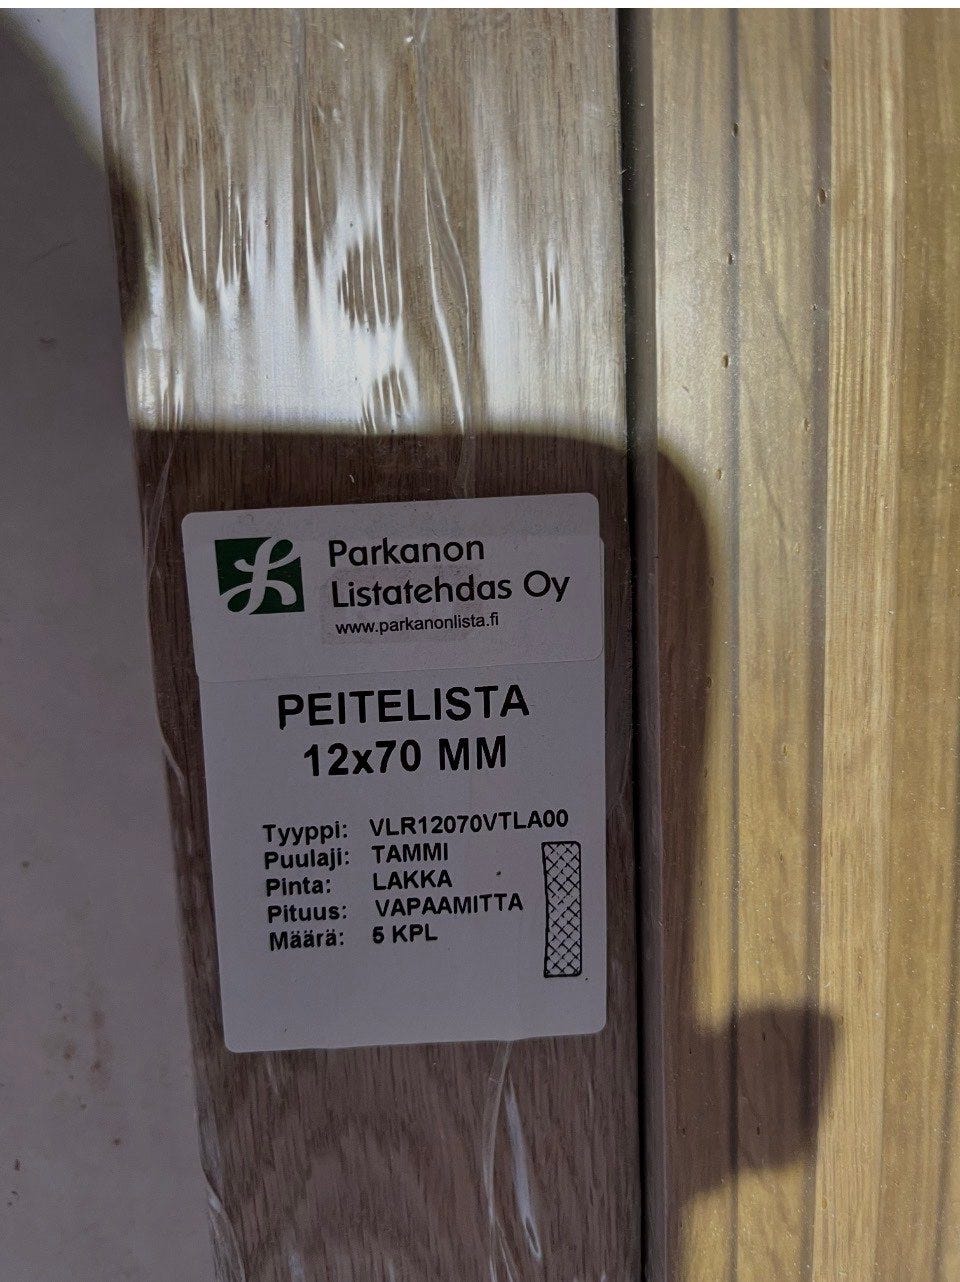 Parkanon
Listatehdas Oy
www.parkanonlista.fi
PEITELISTA
12x70 MM
Tyyppi: VLR12070VTLA00
Puulaji: TAMMI
Pinta: LAKKA
Pituus: VAPAAMITTA
Määrä: 5 KPL